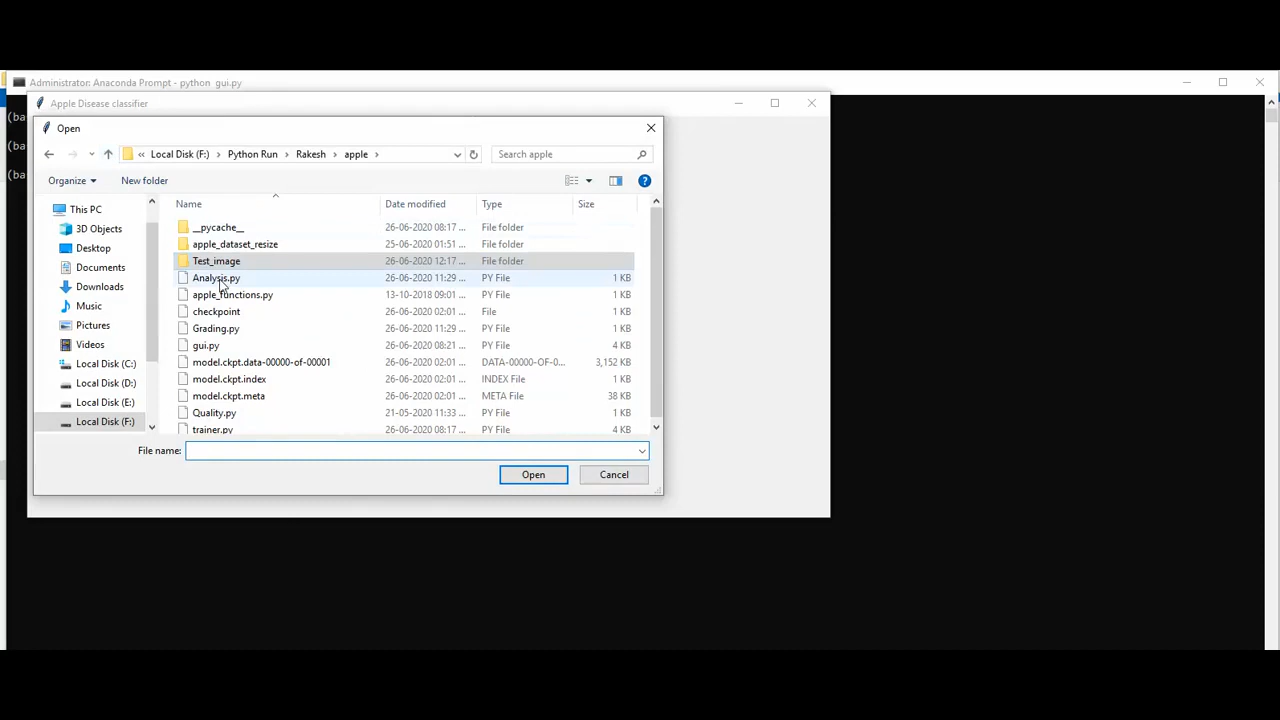 Administrator: Anaconda Prompt - python  gui.py
(ba
(ba
(ba
Apple Disease classifier
Open
« Local Disk (F:) > Python Run > Rakesh > apple >
Search apple
Organize
New folder
Name Date modified Type Size
This PC
3D Objects
Desktop
Documents
Downloads
Music
Pictures
Videos
Local Disk (C:)
Local Disk (D:)
Local Disk (E:)
Local Disk (F:)
__pycache__ 26-06-2020 08:17 ... File folder
apple_dataset_resize 25-06-2020 01:51 ... File folder
Test_image 26-06-2020 12:17 ... File folder
Analysis.py 26-06-2020 11:29 ... PY File 1 KB
apple_functions.py 13-10-2018 09:01 ... PY File 1 KB
checkpoint 26-06-2020 02:01 ... File 1 KB
Grading.py 26-06-2020 11:29 ... PY File 1 KB
gui.py 26-06-2020 08:21 ... PY File 4 KB
model.ckpt.data-00000-of-00001 26-06-2020 02:01 ... DATA-00000-OF-0... 3,152 KB
model.ckpt.index 26-06-2020 02:01 ... INDEX File 1 KB
model.ckpt.meta 26-06-2020 02:01 ... META File 38 KB
Quality.py 21-05-2020 11:33 ... PY File 1 KB
trainer.py 26-06-2020 08:17 ... PY File 4 KB
File name:
Open
Cancel